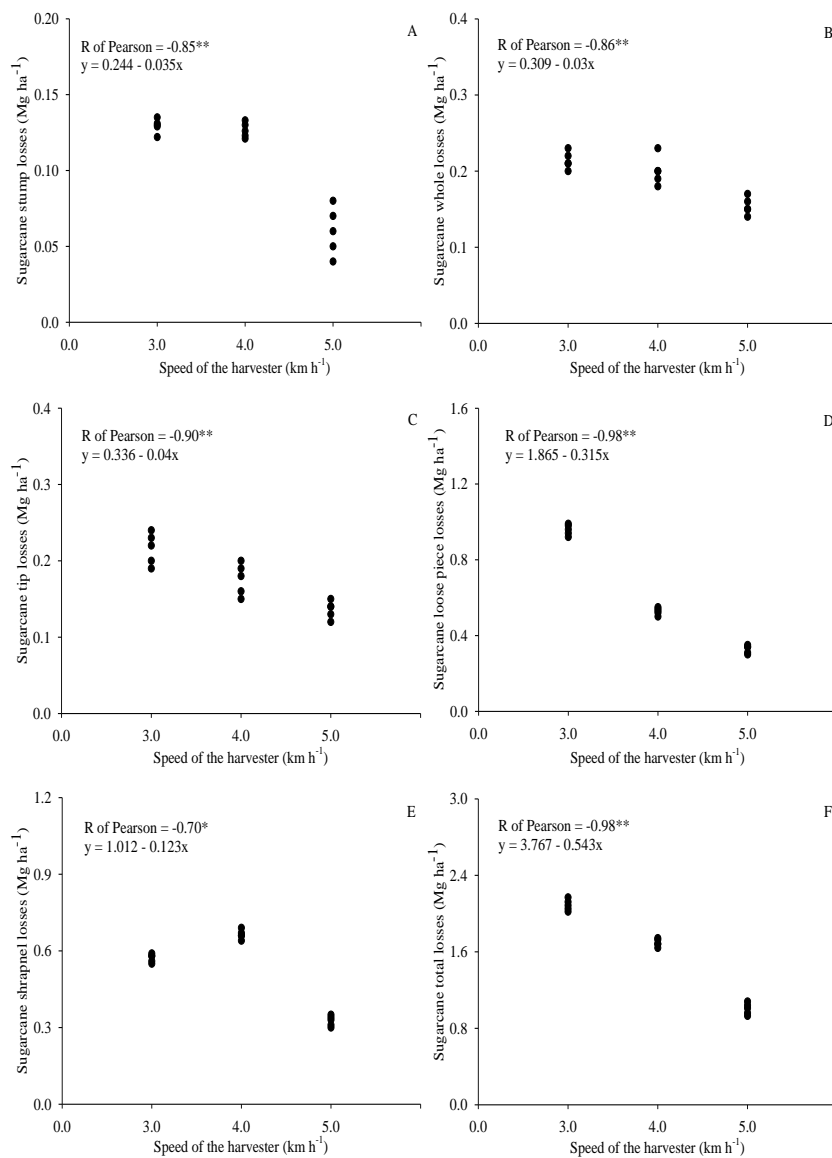 A
R of Pearson = -0.85**
y = 0.244 - 0.035x
Sugarcane stump losses (Mg ha⁻¹)
0.20
0.15
0.10
0.05
0.0
0.0 3.0 4.0 5.0
Speed of the harvester (km h⁻¹)
B
R of Pearson = -0.86**
y = 0.309 - 0.03x
Sugarcane whole losses (Mg ha⁻¹)
0.4
0.3
0.2
0.1
0.0
0.0 3.0 4.0 5.0
Speed of the harvester (km h⁻¹)
C
R of Pearson = -0.90**
y = 0.336 - 0.04x
Sugarcane tip losses (Mg ha⁻¹)
0.4
0.3
0.2
0.1
0.0
0.0 3.0 4.0 5.0
Speed of the harvester (km h⁻¹)
D
R of Pearson = -0.98**
y = 1.865 - 0.315x
Sugarcane loose piece losses (Mg ha⁻¹)
1.6
1.2
0.8
0.4
0.0
0.0 3.0 4.0 5.0
Speed of the harvester (km h⁻¹)
E
R of Pearson = -0.70*
y = 1.012 - 0.123x
Sugarcane shrapnel losses (Mg ha⁻¹)
1.2
0.9
0.6
0.3
0.0
0.0 3.0 4.0 5.0
Speed of the harvester (km h⁻¹)
F
R of Pearson = -0.98**
y = 3.767 - 0.543x
Sugarcane total losses (Mg ha⁻¹)
3.0
2.4
1.6
0.8
0.0
0.0 3.0 4.0 5.0
Speed of the harvester (km h⁻¹)